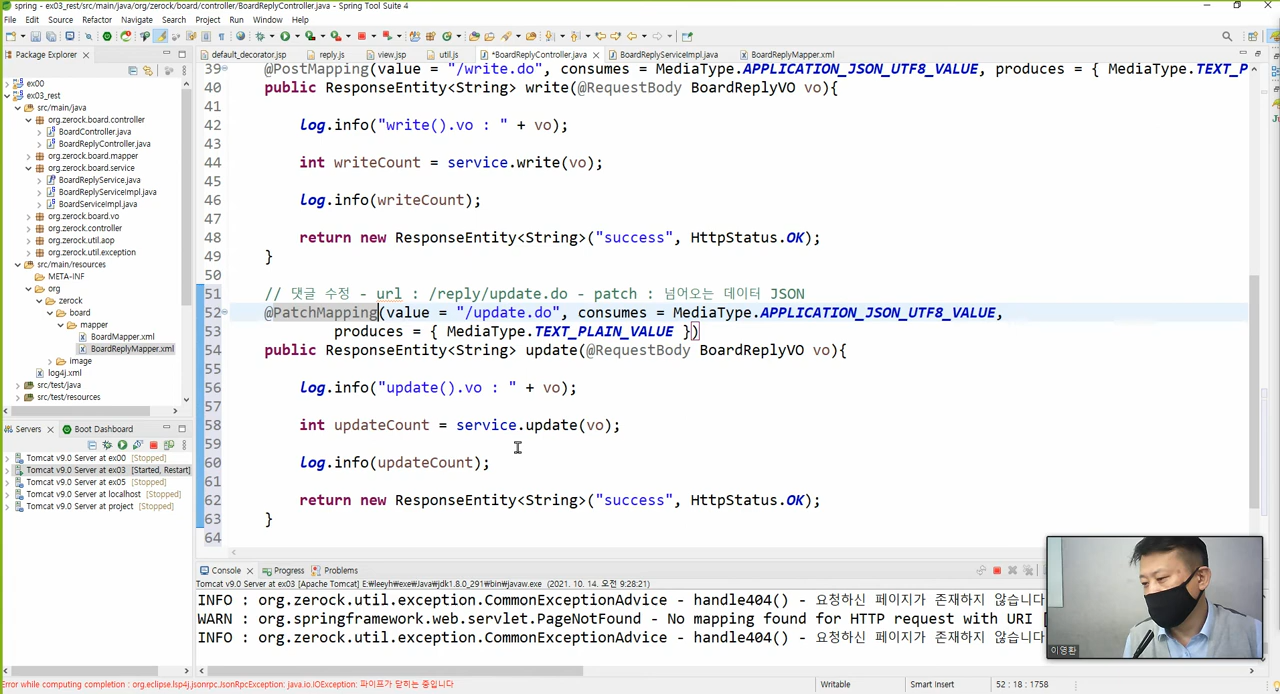 spring - ex03_rest/src/main/java/org/zerock/board/controller/BoardReplyController.java - Spring Tool Suite 4
File Edit Source Refactor Navigate Search Project Run Window Help
Package Explorer
ex00
ex03_rest
src/main/java
org.zerock.board.controller
BoardController.java
BoardReplyController.java
org.zerock.board.mapper
org.zerock.board.service
BoardReplyService.java
BoardReplyServiceImpl.java
BoardServiceImpl.java
org.zerock.board.vo
org.zerock.controller
org.zerock.util.aop
org.zerock.util.exception
src/main/resources
META-INF
org
zerock
board
mapper
BoardMapper.xml
BoardReplyMapper.xml
image
log4j.xml
src/test/java
src/test/resources
Servers Boot Dashboard
Tomcat v9.0 Server at ex00 [Stopped]
Tomcat v9.0 Server at ex03 [Started, Restart]
Tomcat v9.0 Server at ex05 [Stopped]
Tomcat v9.0 Server at localhost [Stopped]
Tomcat v9.0 Server at project [Stopped]
default_decorator.jsp reply.js view.jsp util.js *BoardReplyController.java BoardReplyServiceImpl.java BoardReplyMapper.xml
39 @PostMapping(value = "/write.do", consumes = MediaType.APPLICATION_JSON_UTF8_VALUE, produces = { MediaType.TEXT_P
40 public ResponseEntity<String> write(@RequestBody BoardReplyVO vo){
41
42 log.info("write().vo : " + vo);
43
44 int writeCount = service.write(vo);
45
46 log.info(writeCount);
47
48 return new ResponseEntity<String>("success", HttpStatus.OK);
49 }
50
51 // 댓글 수정 - url : /reply/update.do - patch : 넘어오는 데이터 JSON
52 @PatchMapping(value = "/update.do", consumes = MediaType.APPLICATION_JSON_UTF8_VALUE,
53 produces = { MediaType.TEXT_PLAIN_VALUE })
54 public ResponseEntity<String> update(@RequestBody BoardReplyVO vo){
55
56 log.info("update().vo : " + vo);
57
58 int updateCount = service.update(vo);
59
60 log.info(updateCount);
61
62 return new ResponseEntity<String>("success", HttpStatus.OK);
63 }
64
Console Progress Problems
Tomcat v9.0 Server at ex03 [Apache Tomcat] E:₩leeyh₩exe₩Java₩jdk1.8.0_291₩bin₩javaw.exe (2021. 10. 14. 오전 9:28:21)
INFO : org.zerock.util.exception.CommonExceptionAdvice - handle404() - 요청하신 페이지가 존재하지 않습니다
WARN : org.springframework.web.servlet.PageNotFound - No mapping found for HTTP request with URI [
INFO : org.zerock.util.exception.CommonExceptionAdvice - handle404() - 요청하신 페이지가 존재하지 않습니다
이영환
Error while computing completion : org.eclipse.lsp4j.jsonrpc.JsonRpcException: java.io.IOException: 파이프가 닫히는 중입니다
Writable Smart Insert 52 : 18 : 1758